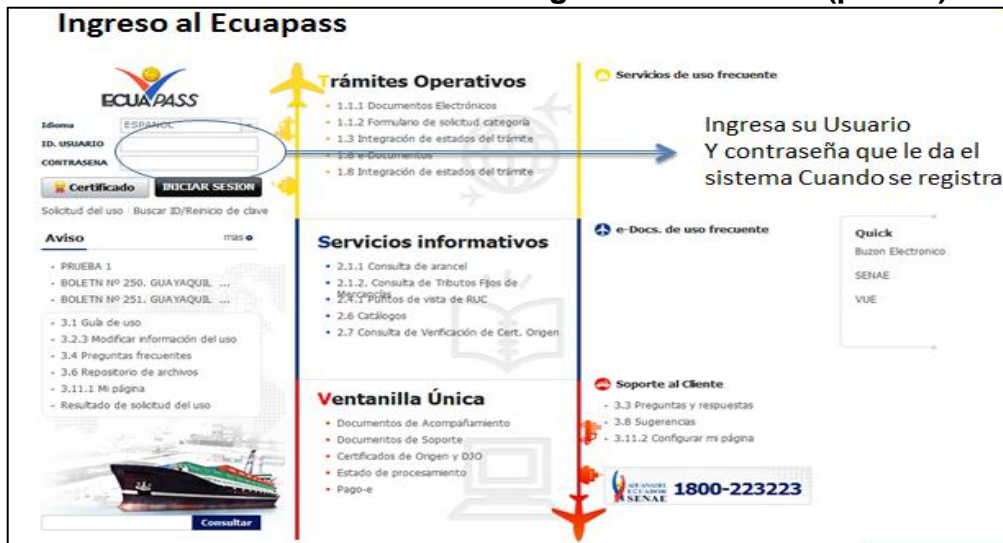 Ingreso al Ecuapass
ECUAPASS
Idioma ESPAÑOL
ID. USUARIO
CONTRASEÑA
Certificado INICIAR SESION
Solicitud del uso Buscar ID/Reinicio de clave
Aviso mas
PRUEBA 1
BOLETN Nº 250. GUAYAQUIL ...
BOLETN Nº 251. GUAYAQUIL ...
3.1 Guía de uso
3.2.3 Modificar información del uso
3.4 Preguntas frecuentes
3.6 Repositorio de archivos
3.11.1 Mi página
Resultado de solicitud del uso
Consultar
Trámites Operativos
1.1.1 Documentos Electrónicos
1.1.2 Formulario de solicitud categoría
1.3 Integración de estados del trámite
1.6 e-Documentos
1.8 Integración de estados del trámite
Servicios informativos
2.1.1 Consulta de arancel
2.1.2. Consulta de Tributos Fijos de
Mercancías
2.4.1 Puntos de vista de RUC
2.6 Catálogos
2.7 Consulta de Verificación de Cert. Origen
Ventanilla Única
Documentos de Acompañamiento
Documentos de Soporte
Certificados de Origen y DJO
Estado de procesamiento
Pago-e
Servicios de uso frecuente
Ingresa su Usuario
Y contraseña que le da el
sistema Cuando se registra
e-Docs. de uso frecuente
Quick
Buzon Electronico
SENAE
VUE
Soporte al Cliente
3.3 Preguntas y respuestas
3.8 Sugerencias
3.11.2 Configurar mi página
ADUANA DEL
ECUADOR
SENAE
1800-223223